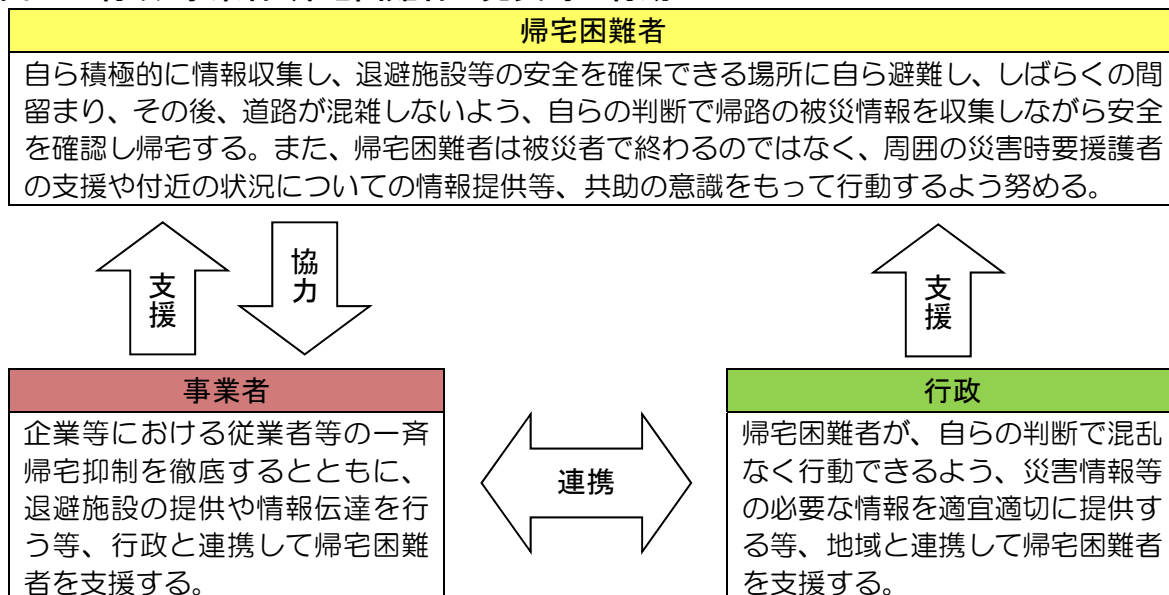 帰宅困難者
自ら積極的に情報収集し、退避施設等の安全を確保できる場所に自ら避難し、しばらくの間
留まり、その後、道路が混雑しないよう、自らの判断で帰路の被災情報を収集しながら安全
を確認し帰宅する。また、帰宅困難者は被災者で終わるのではなく、周囲の災害時要援護者
の支援や付近の状況についての情報提供等、共助の意識をもって行動するよう努める。
支援
協力
支援
事業者
企業等における従業者等の一斉
帰宅抑制を徹底するとともに、
退避施設の提供や情報伝達を行
う等、行政と連携して帰宅困難
者を支援する。
連携
行政
帰宅困難者が、自らの判断で混乱
なく行動できるよう、災害情報等
の必要な情報を適宜適切に提供す
る等、地域と連携して帰宅困難者
を支援する。